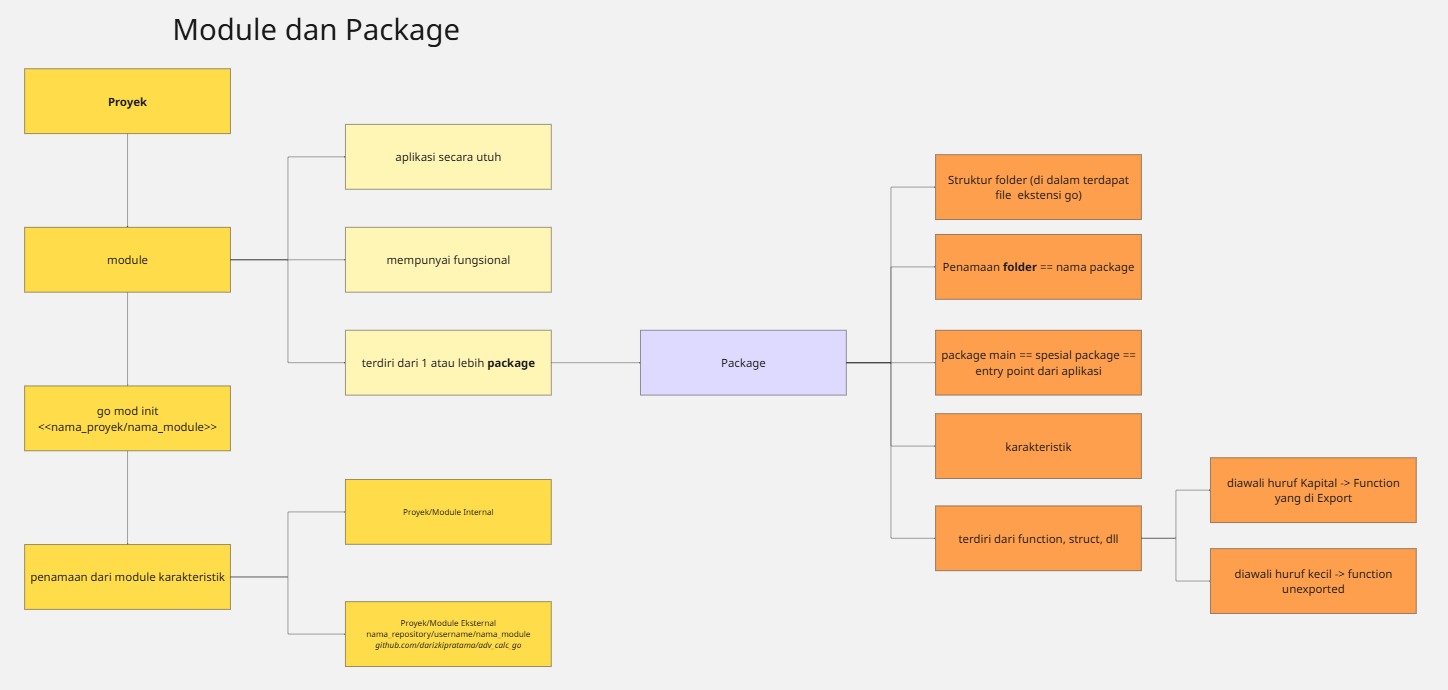 Module dan Package
Proyek
module
go mod init
<<nama_proyek/nama_module>>
penamaan dari module karakteristik
aplikasi secara utuh
mempunyai fungsional
terdiri dari 1 atau lebih package
Proyek/Module Internal
Proyek/Module Eksternal
nama_repository/username/nama_module
github.com/darizkipratama/adv_calc_go
Package
Struktur folder (di dalam terdapat
file  ekstensi go)
Penamaan folder == nama package
package main == spesial package ==
entry point dari aplikasi
karakteristik
terdiri dari function, struct, dll
diawali huruf Kapital -> Function
yang di Export
diawali huruf kecil -> function
unexported